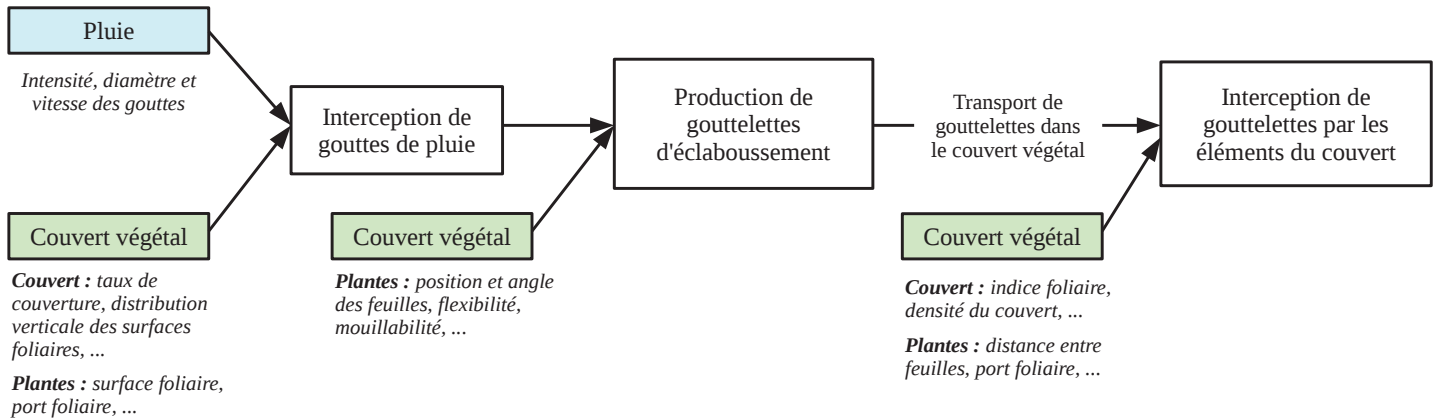 Pluie
Intensité, diamètre et
vitesse des gouttes
Interception de
gouttes de pluie
Production de
gouttelettes
d'éclaboussement
Transport de
gouttelettes dans
le couvert végétal
Interception de
gouttelettes par les
éléments du couvert
Couvert végétal
Couvert : taux de
couverture, distribution
verticale des surfaces
foliaires, ...
Plantes : surface foliaire,
port foliaire, ...
Couvert végétal
Plantes : position et angle
des feuilles, flexibilité,
mouillabilité, ...
Couvert végétal
Couvert : indice foliaire,
densité du couvert, ...
Plantes : distance entre
feuilles, port foliaire, ...